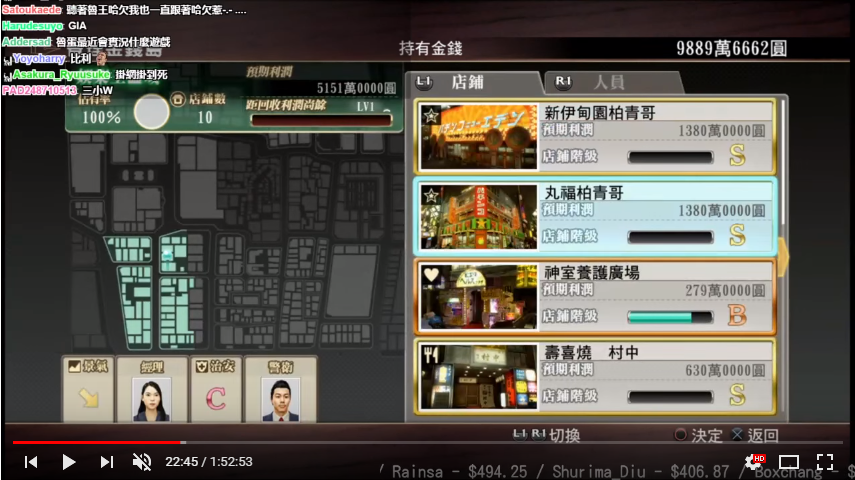 Satoukaede 聽著魯王哈欠我也一直跟著哈欠惹-.- ....
Harudesuyo: GIA
Addersad: 魯蛋最近會實況什麼遊戲
Yoyoharry: 比利
Asakura_Ryuusuke: 掛網掛到死
PAD248710513: 三小W
持有金錢 9889萬6662圓
預期利潤
5151萬0000圓
占有率 100%
店鋪數 10
距回收利潤尚餘 LV1
L1 店鋪 R1 人員
新伊甸園柏青哥
預期利潤 1380萬0000圓
店鋪階級 S
丸福柏青哥
預期利潤 1380萬0000圓
店鋪階級 S
神室養護廣場
預期利潤 279萬0000圓
店鋪階級 B
壽喜燒 村中
預期利潤 630萬0000圓
店鋪階級 S
景氣 經理 治安 C 警衛
L1 R1 切換 決定 返回
22:45 / 1:52:53
HD
/ Rainsa - $494.25 / Shurima_Diu - $406.87 / Boxchang - $